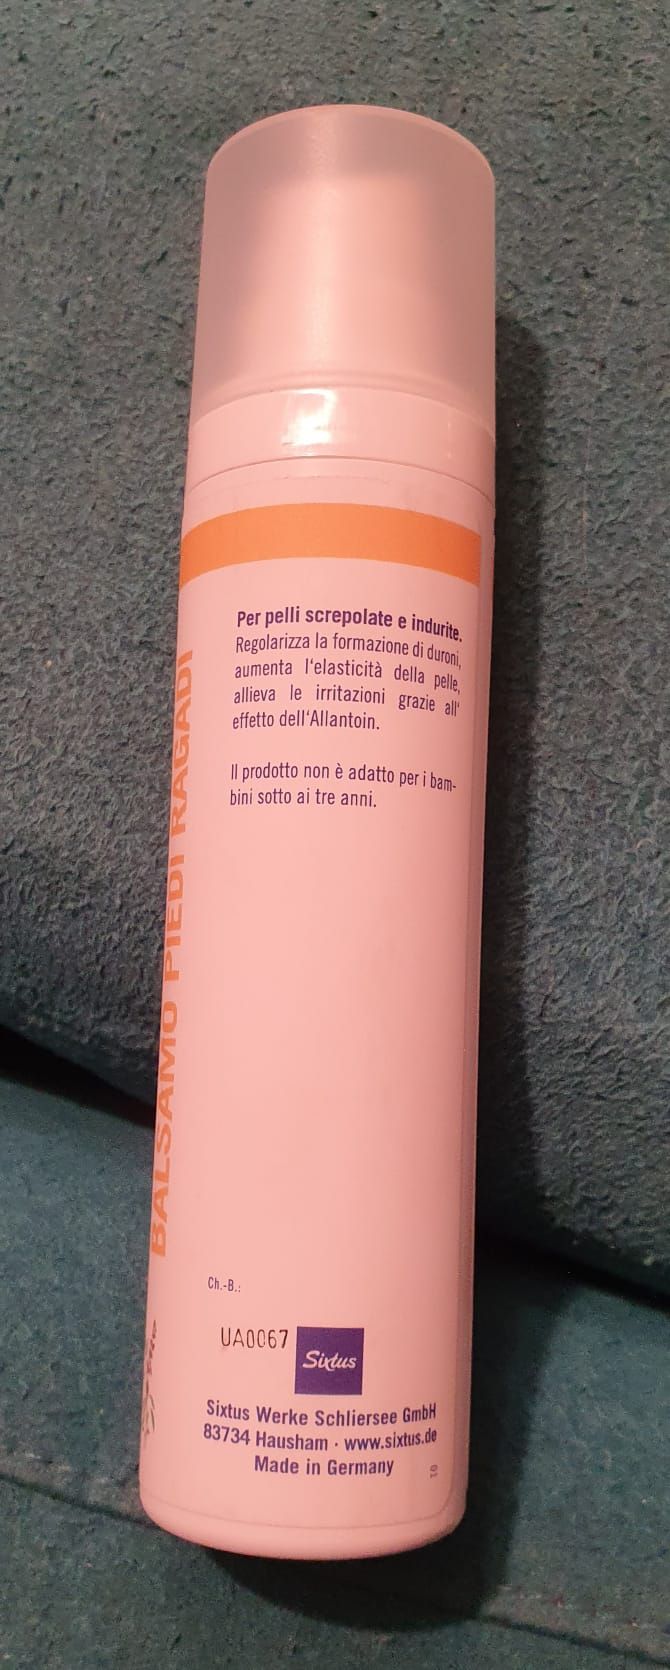 Per pelli screpolate e indurite.
Regolarizza la formazione di duroni,
aumenta l'elasticità della pelle,
allieva le irritazioni grazie all'
effetto dell'Allantoin.
Il prodotto non è adatto per i bam-
bini sotto ai tre anni.
BALSAMO PIEDI RAGADI
Ch.-B.:
UA0067
Sixtus
Sixtus Werke Schliersee GmbH
83734 Hausham · www.sixtus.de
Made in Germany
01